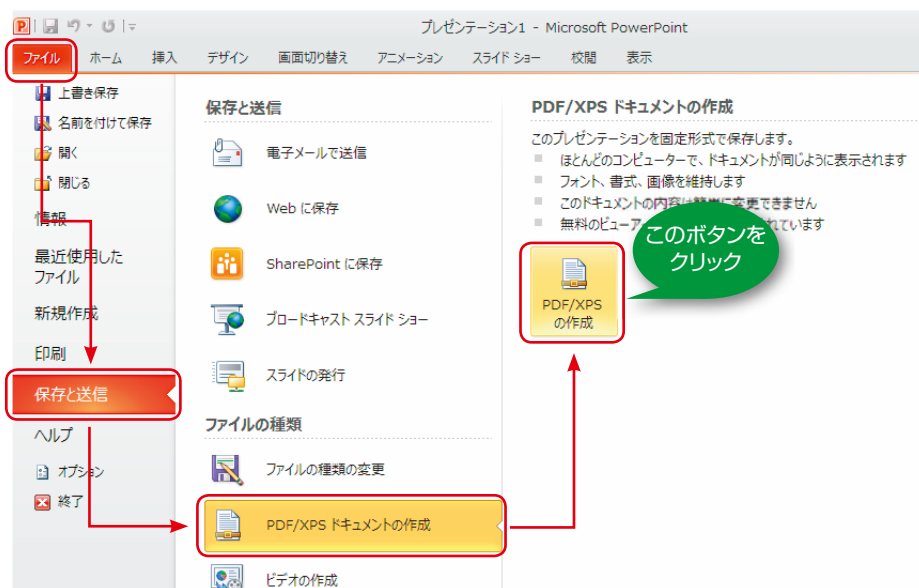 プレゼンテーション1 - Microsoft PowerPoint
ファイル ホーム 挿入 デザイン 画面切り替え アニメーション スライド ショー 校閲 表示
上書き保存
名前を付けて保存
開く
閉じる
情報
最近使用した
ファイル
新規作成
印刷
保存と送信
ヘルプ
オプション
終了
保存と送信
電子メールで送信
Web に保存
SharePoint に保存
ブロードキャスト スライド ショー
スライドの発行
ファイルの種類
ファイルの種類の変更
PDF/XPS ドキュメントの作成
ビデオの作成
PDF/XPS ドキュメントの作成
このプレゼンテーションを固定形式で保存します。
ほとんどのコンピューターで、ドキュメントが同じように表示されます
フォント、書式、画像を維持します
このドキュメントの内容は簡単に変更できません
無料のビューア ています
このボタンを
クリック
PDF/XPS
の作成